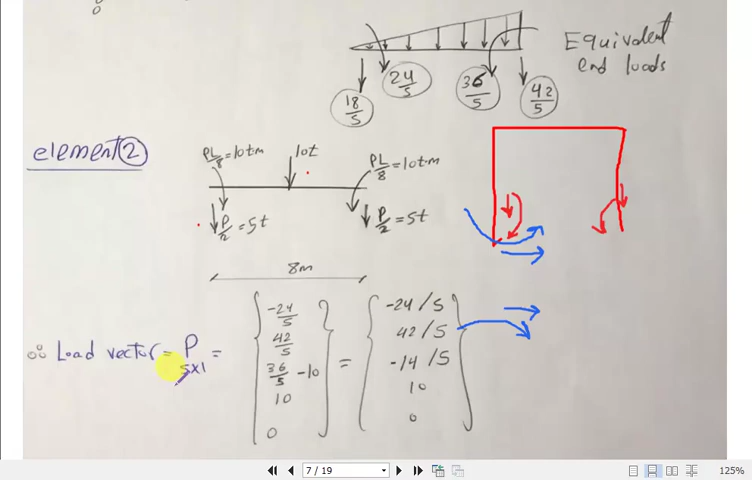 24/5
36/5
18/5
42/5
Equivalent
end loads
element ②
PL/8 = 10t.m
10t
PL/8 = 10t.m
P/2 = 5t
P/2 = 5t
8m
Load vector = P 5x1 = { -24/5, 42/5, 36/5 -10, 10, 0 } = { -24/5, 42/5, -14/5, 10, 0 }
7 / 19
125%